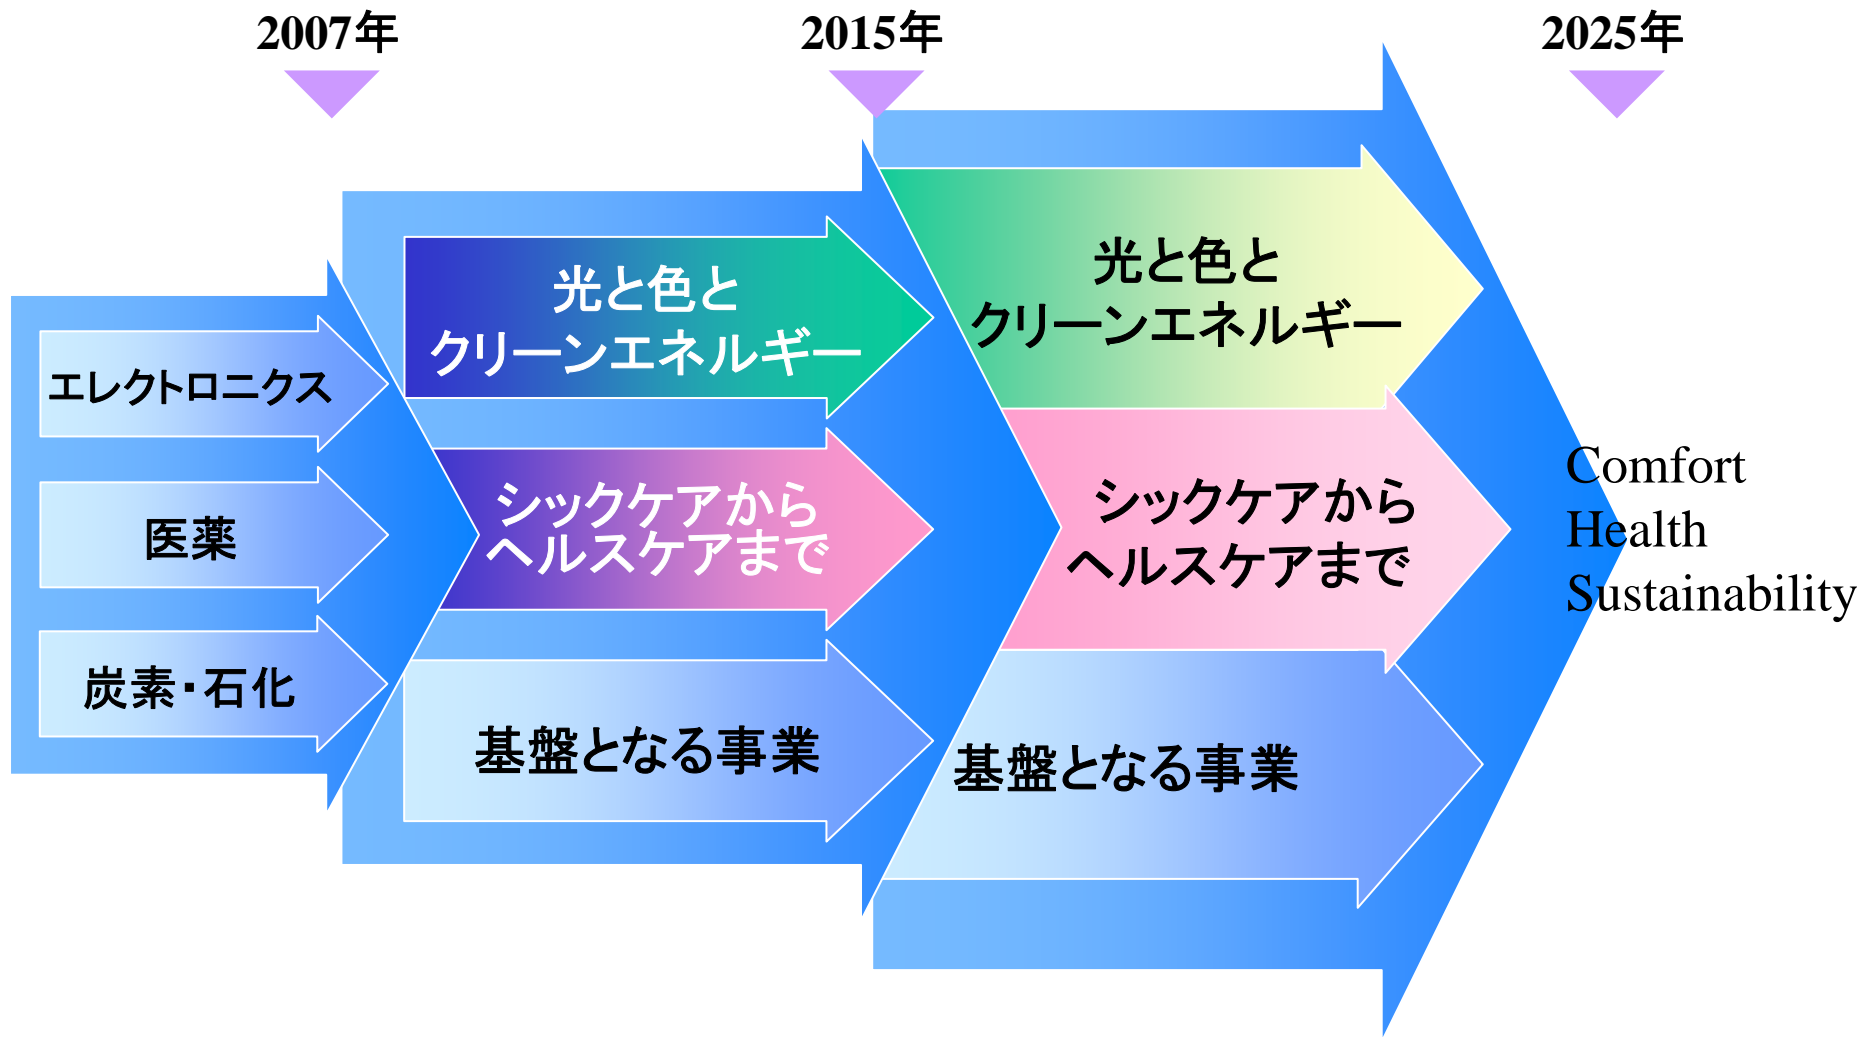 2007年
2015年
2025年
エレクトロニクス
医薬
炭素・石化
光と色と
クリーンエネルギー
シックケアから
ヘルスケアまで
基盤となる事業
光と色と
クリーンエネルギー
シックケアから
ヘルスケアまで
基盤となる事業
Comfort
Health
Sustainability